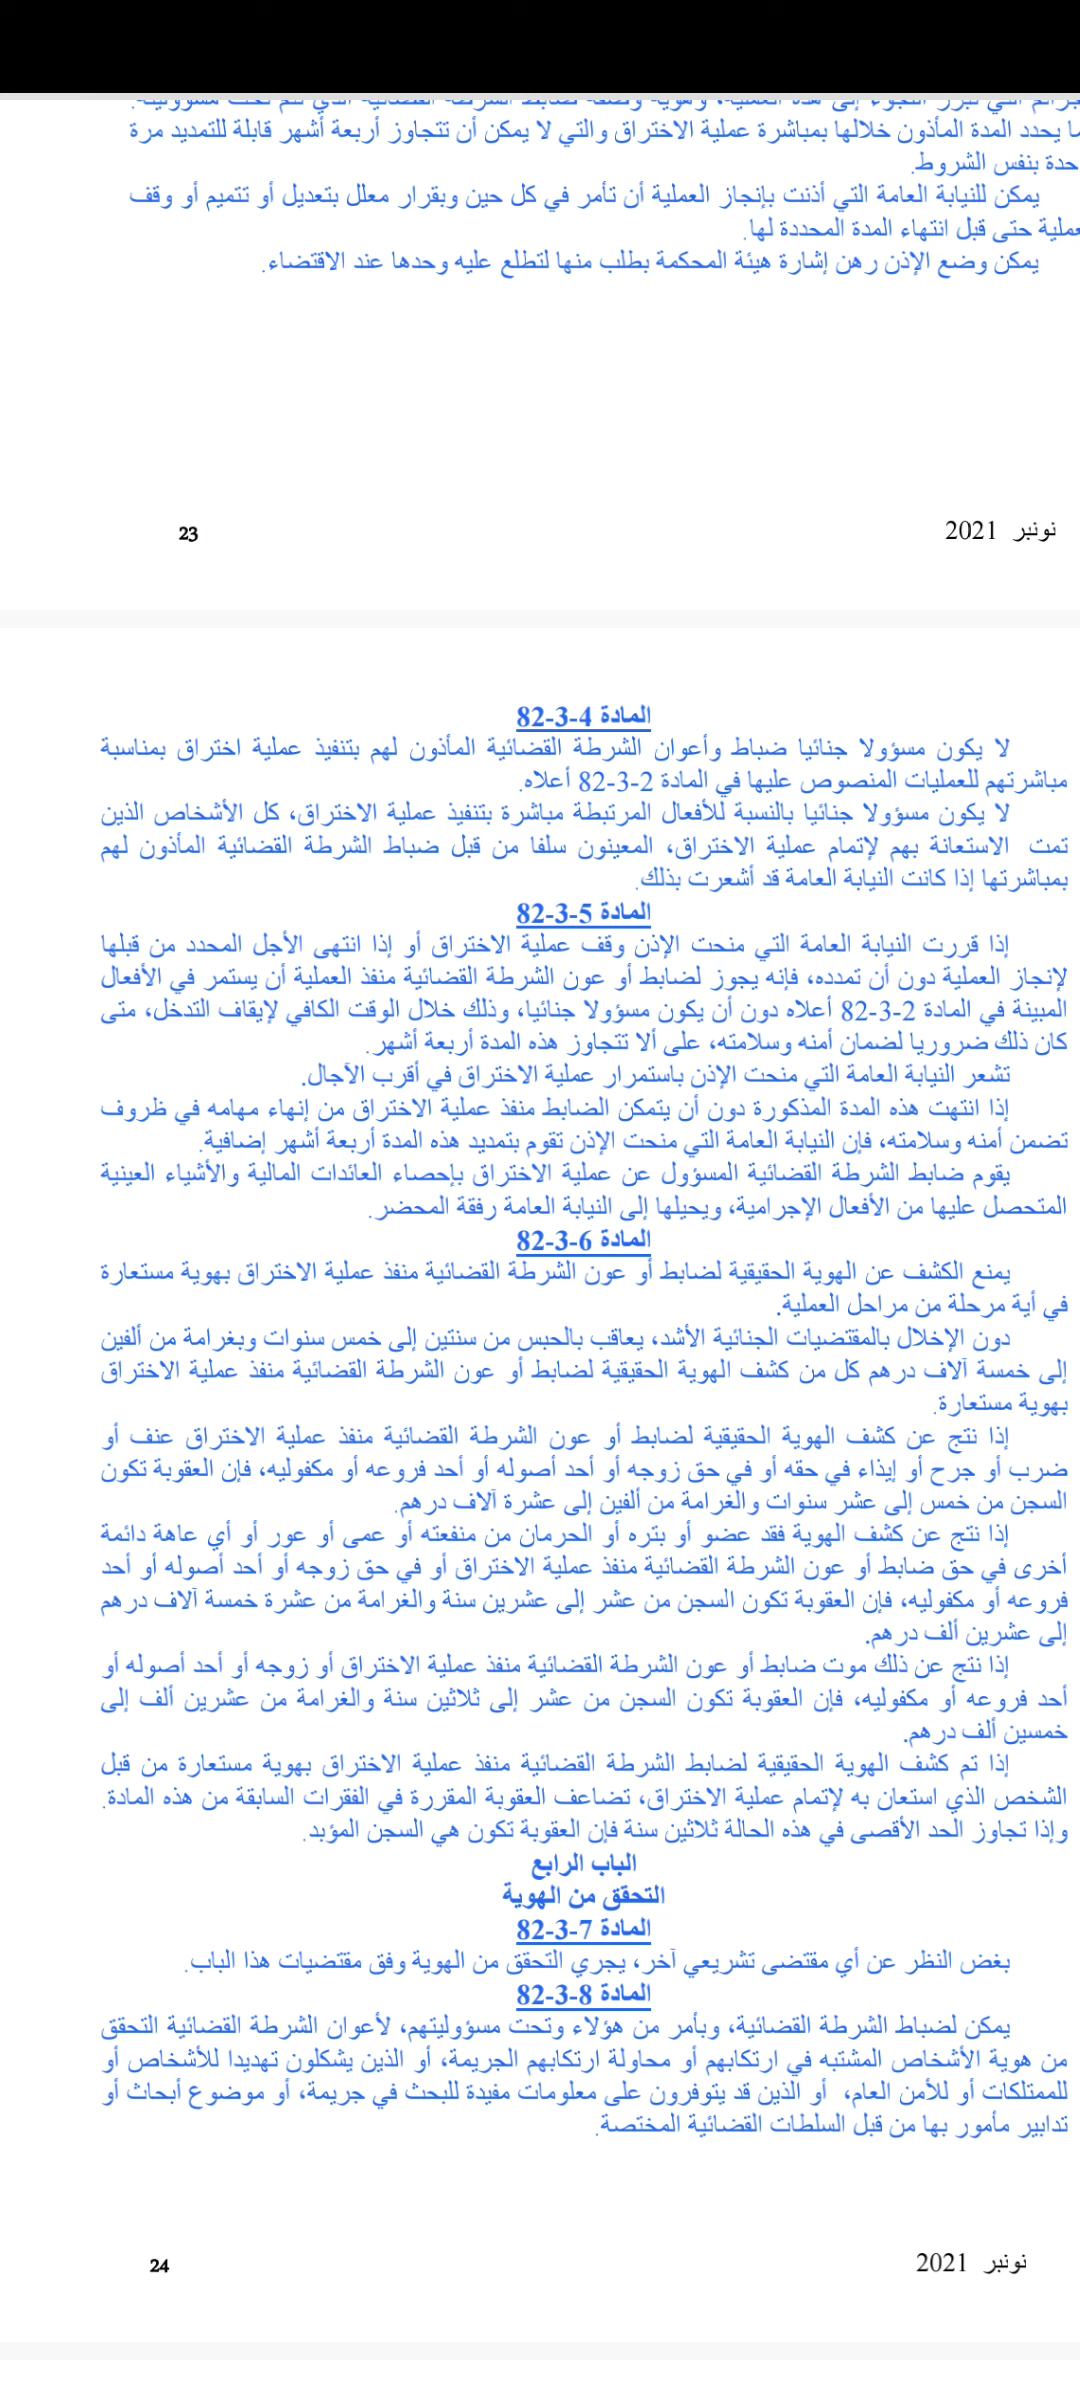 جرائم التي تبرر اللجوء إلى هذه العملية، وهوية وصفة ضابط الشرطة القضائية الذي تتم تحت مسؤوليته.
ما يحدد المدة المأذون خلالها بمباشرة عملية الاختراق والتي لا يمكن أن تتجاوز أربعة أشهر قابلة للتمديد مرة
حدة بنفس الشروط.
يمكن للنيابة العامة التي أذنت بإنجاز العملية أن تأمر في كل حين وبقرار معلل بتعديل أو تتميم أو وقف
عملية حتى قبل انتهاء المدة المحددة لها.
يمكن وضع الإذن رهن إشارة هيئة المحكمة بطلب منها لتطلع عليه وحدها عند الاقتضاء.
نونبر 2021
23
المادة 4-3-82
لا يكون مسؤولا جنائيا ضباط وأعوان الشرطة القضائية المأذون لهم بتنفيذ عملية اختراق بمناسبة
مباشرتهم للعمليات المنصوص عليها في المادة 2-3-82 أعلاه.
لا يكون مسؤولا جنائيا بالنسبة للأفعال المرتبطة مباشرة بتنفيذ عملية الاختراق، كل الأشخاص الذين
تمت الاستعانة بهم لإتمام عملية الاختراق، المعينون سلفا من قبل ضباط الشرطة القضائية المأذون لهم
بمباشرتها إذا كانت النيابة العامة قد أشعرت بذلك.
المادة 5-3-82
إذا قررت النيابة العامة التي منحت الإذن وقف عملية الاختراق أو إذا انتهى الأجل المحدد من قبلها
لإنجاز العملية دون أن تمدده، فإنه يجوز لضابط أو عون الشرطة القضائية منفذ العملية أن يستمر في الأفعال
المبينة في المادة 2-3-82 أعلاه دون أن يكون مسؤولا جنائيا، وذلك خلال الوقت الكافي لإيقاف التدخل، متى
كان ذلك ضروريا لضمان أمنه وسلامته، على ألا تتجاوز هذه المدة أربعة أشهر.
تشعر النيابة العامة التي منحت الإذن باستمرار عملية الاختراق في أقرب الآجال.
إذا انتهت هذه المدة المذكورة دون أن يتمكن الضابط منفذ عملية الاختراق من إنهاء مهامه في ظروف
تضمن أمنه وسلامته، فإن النيابة العامة التي منحت الإذن تقوم بتمديد هذه المدة أربعة أشهر إضافية.
يقوم ضابط الشرطة القضائية المسؤول عن عملية الاختراق بإحصاء العائدات المالية والأشياء العينية
المتحصل عليها من الأفعال الإجرامية، ويحيلها إلى النيابة العامة رفقة المحضر.
المادة 6-3-82
يمنع الكشف عن الهوية الحقيقية لضابط أو عون الشرطة القضائية منفذ عملية الاختراق بهوية مستعارة
في أية مرحلة من مراحل العملية.
دون الإخلال بالمقتضيات الجنائية الأشد، يعاقب بالحبس من سنتين إلى خمس سنوات وبغرامة من ألفين
إلى خمسة آلاف درهم كل من كشف الهوية الحقيقية لضابط أو عون الشرطة القضائية منفذ عملية الاختراق
بهوية مستعارة.
إذا نتج عن كشف الهوية الحقيقية لضابط أو عون الشرطة القضائية منفذ عملية الاختراق عنف أو
ضرب أو جرح أو إيذاء في حقه أو في حق زوجه أو أحد أصوله أو أحد فروعه أو مكفوليه، فإن العقوبة تكون
السجن من خمس إلى عشر سنوات والغرامة من ألفين إلى عشرة آلاف درهم.
إذا نتج عن كشف الهوية فقد عضو أو بتره أو الحرمان من منفعته أو عمى أو عور أو أي عاهة دائمة
أخرى في حق ضابط أو عون الشرطة القضائية منفذ عملية الاختراق أو في حق زوجه أو أحد أصوله أو أحد
فروعه أو مكفوليه، فإن العقوبة تكون السجن من عشر إلى عشرين سنة والغرامة من عشرة خمسة آلاف درهم
إلى عشرين ألف درهم.
إذا نتج عن ذلك موت ضابط أو عون الشرطة القضائية منفذ عملية الاختراق أو زوجه أو أحد أصوله أو
أحد فروعه أو مكفوليه، فإن العقوبة تكون السجن من عشر إلى ثلاثين سنة والغرامة من عشرين ألف إلى
خمسين ألف درهم.
إذا تم كشف الهوية الحقيقية لضابط الشرطة القضائية منفذ عملية الاختراق بهوية مستعارة من قبل
الشخص الذي استعان به لإتمام عملية الاختراق، تضاعف العقوبة المقررة في الفقرات السابقة من هذه المادة.
وإذا تجاوز الحد الأقصى في هذه الحالة ثلاثين سنة فإن العقوبة تكون هي السجن المؤبد.
الباب الرابع
التحقق من الهوية
المادة 7-3-82
بغض النظر عن أي مقتضى تشريعي آخر، يجري التحقق من الهوية وفق مقتضيات هذا الباب.
المادة 8-3-82
يمكن لضباط الشرطة القضائية، وبأمر من هؤلاء وتحت مسؤوليتهم، لأعوان الشرطة القضائية التحقق
من هوية الأشخاص المشتبه في ارتكابهم أو محاولة ارتكابهم الجريمة، أو الذين يشكلون تهديدا للأشخاص أو
للممتلكات أو للأمن العام، أو الذين قد يتوفرون على معلومات مفيدة للبحث في جريمة، أو موضوع أبحاث أو
تدابير مأمور بها من قبل السلطات القضائية المختصة.
نونبر 2021
24